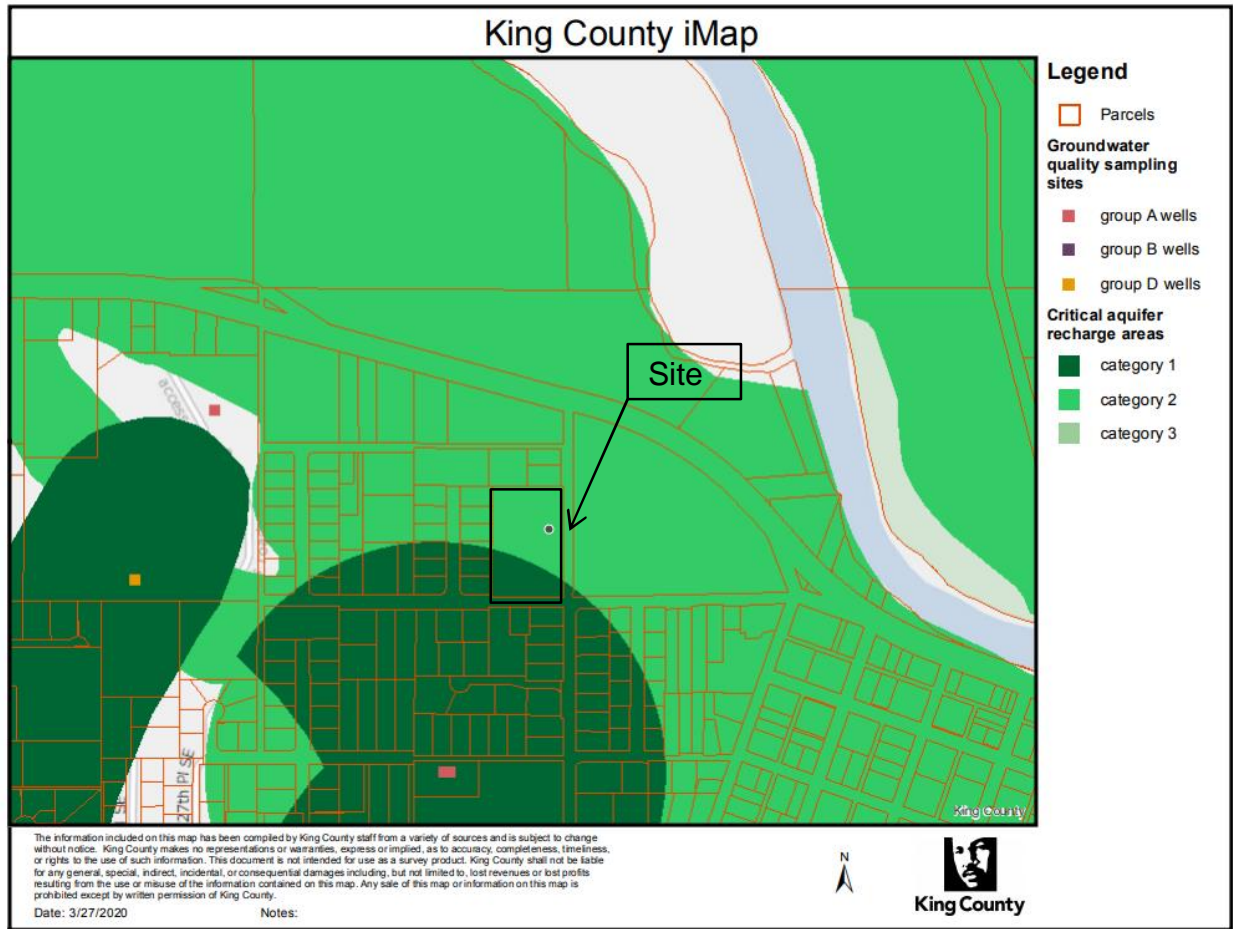 King County iMap
Legend
Parcels
Groundwater
quality sampling
sites
group A wells
group B wells
group D wells
Critical aquifer
recharge areas
category 1
category 2
category 3
Site
27th Pl SE
King County
The information included on this map has been compiled by King County staff from a variety of sources and is subject to change
without notice. King County makes no representations or warranties, express or implied, as to accuracy, completeness, timeliness,
or rights to the use of such information. This document is not intended for use as a survey product. King County shall not be liable
for any general, special, indirect, incidental, or consequential damages including, but not limited to, lost revenues or lost profits
resulting from the use or misuse of the information contained on this map. Any sale of this map or information on this map is
prohibited except by written permission of King County.
Date: 3/27/2020 Notes:
N
King County